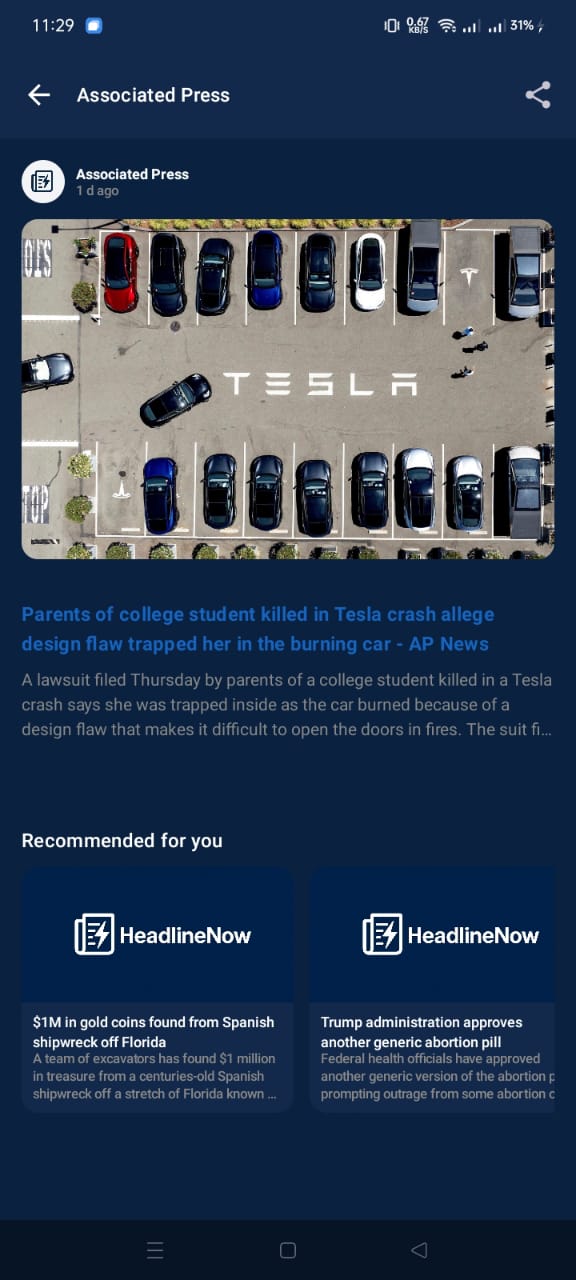 11:29
0.67
KB/S
31%
Associated Press
Associated Press
1 d ago
TESLA
Parents of college student killed in Tesla crash allege
design flaw trapped her in the burning car - AP News
A lawsuit filed Thursday by parents of a college student killed in a Tesla
crash says she was trapped inside as the car burned because of a
design flaw that makes it difficult to open the doors in fires. The suit fi...
Recommended for you
HeadlineNow
$1M in gold coins found from Spanish
shipwreck off Florida
A team of excavators has found $1 million
in treasure from a centuries-old Spanish
shipwreck off a stretch of Florida known ...
HeadlineNow
Trump administration approves
another generic abortion pill
Federal health officials have approved
another generic version of the abortion p
prompting outrage from some abortion o